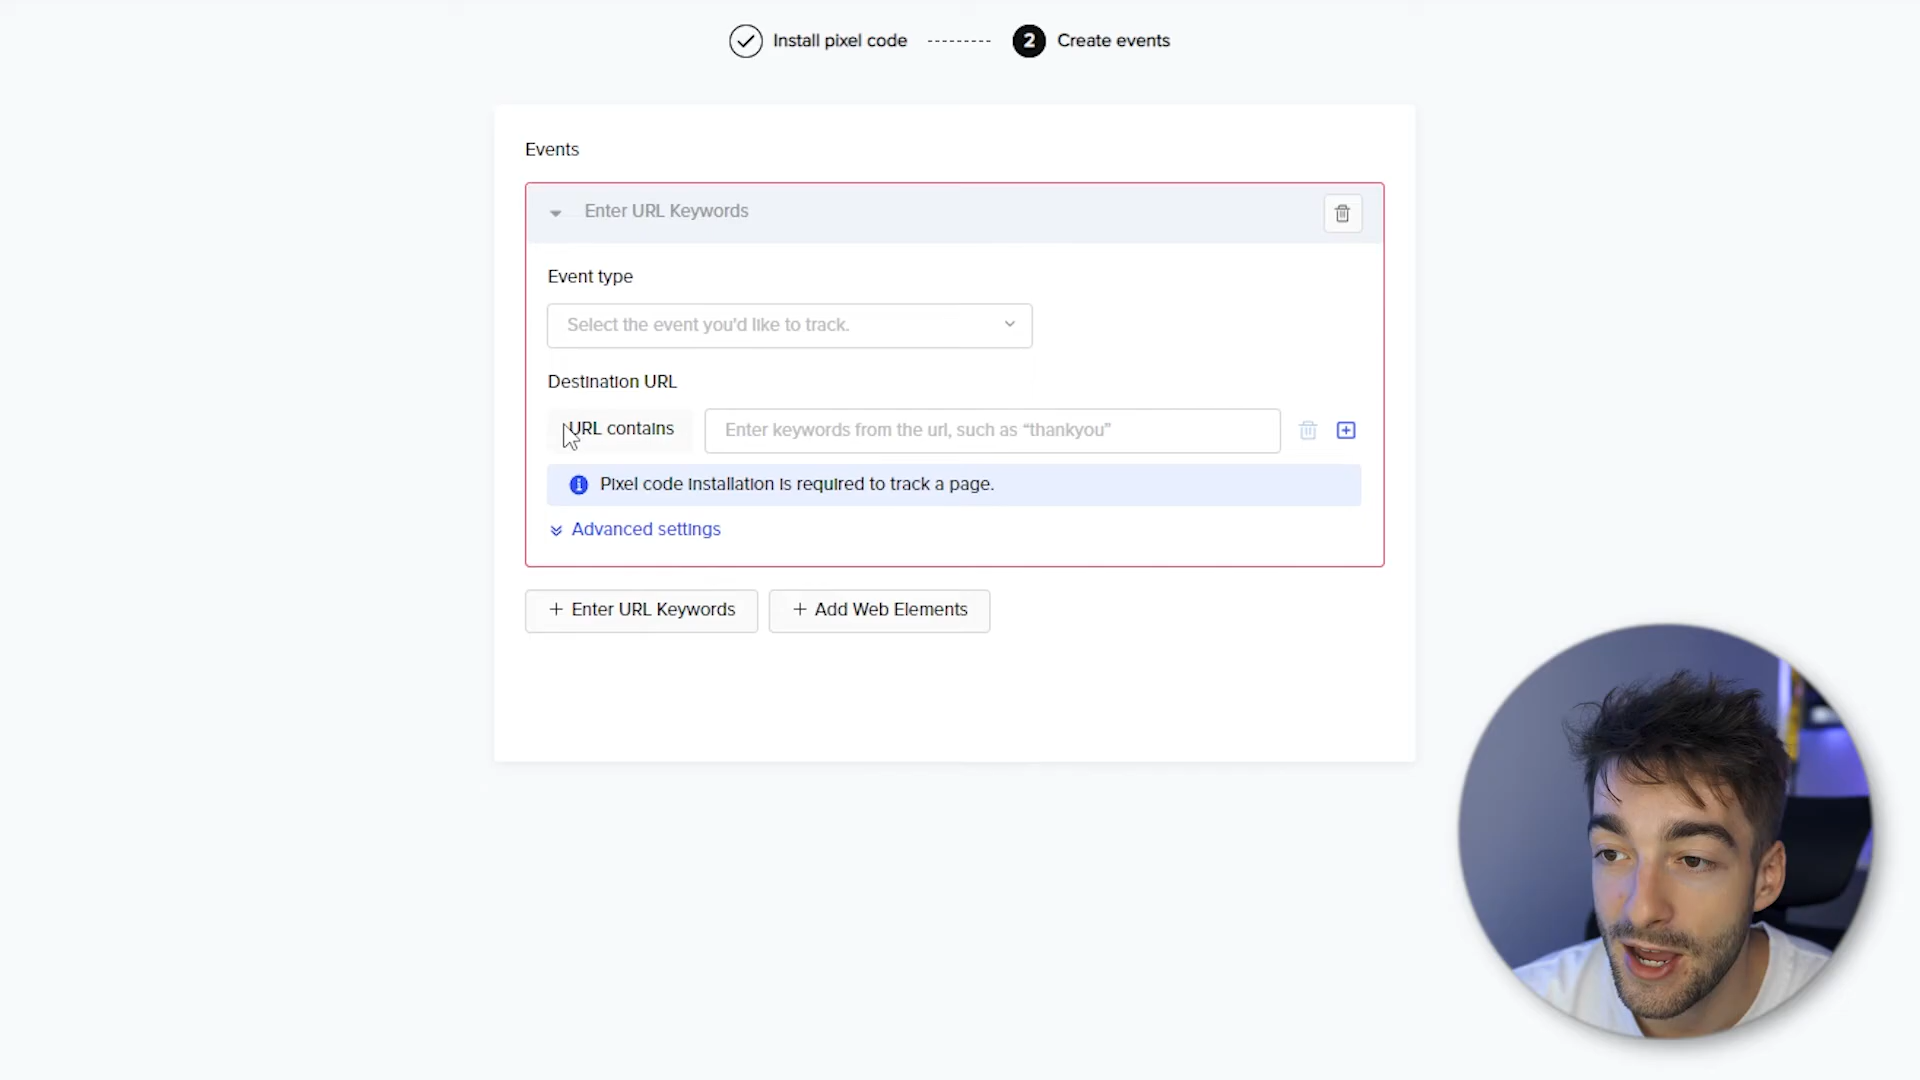 Install pixel code
2 Create events
Events
Enter URL Keywords
Event type
Select the event you'd like to track.
Destination URL
URL contains
Enter keywords from the url, such as “thankyou”
Pixel code installation is required to track a page.
Advanced settings
+ Enter URL Keywords
+ Add Web Elements